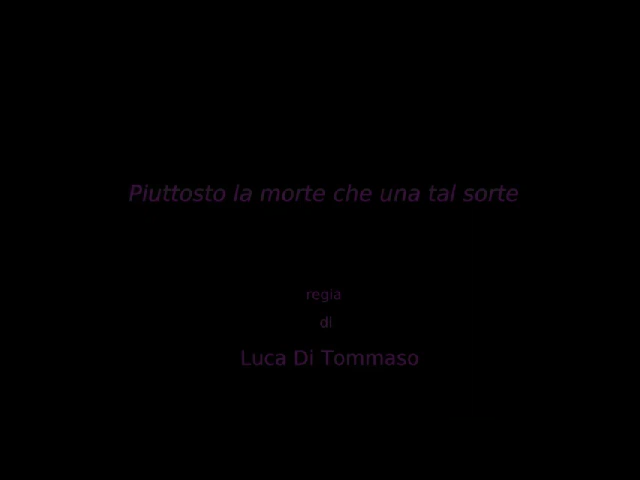 Piuttosto la morte che una tal sorte
regia
di
Luca Di Tommaso